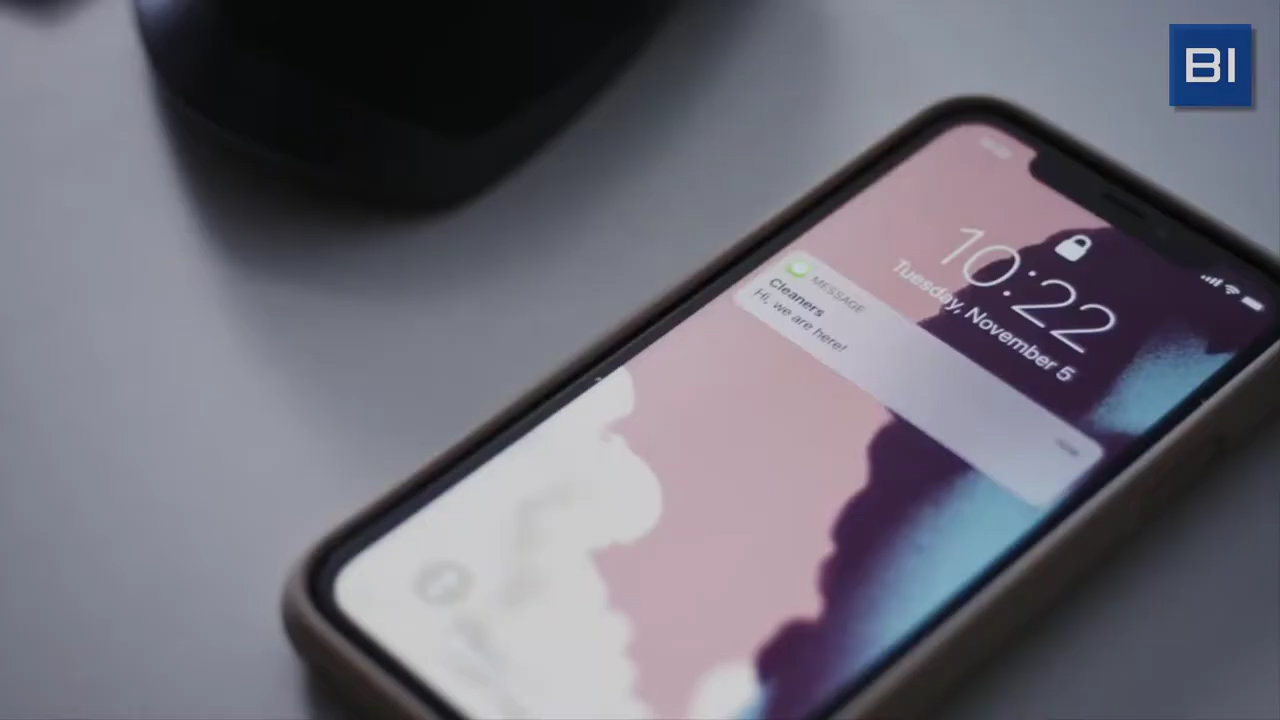 BI
10:22
Tuesday, November 5
MESSAGE
Cleaners
Hi, we are here!